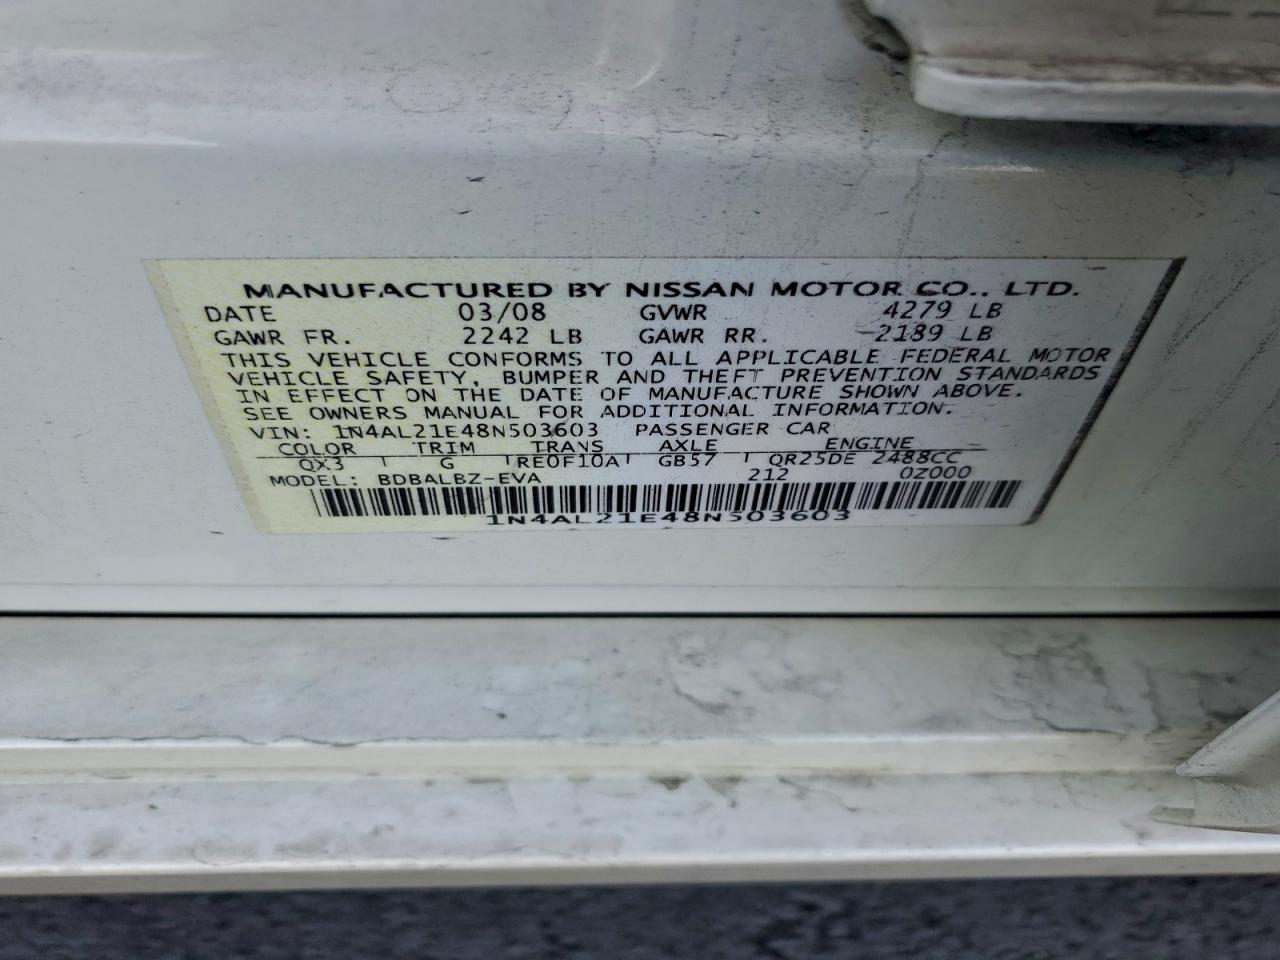 MANUFACTURED BY NISSAN MOTOR CO., LTD.
DATE 03/08 GVWR 4279 LB
GAWR FR. 2242 LB GAWR RR. 2189 LB
THIS VEHICLE CONFORMS TO ALL APPLICABLE FEDERAL MOTOR
VEHICLE SAFETY, BUMPER AND THEFT PREVENTION STANDARDS
IN EFFECT ON THE DATE OF MANUFACTURE SHOWN ABOVE.
SEE OWNERS MANUAL FOR ADDITIONAL INFORMATION.
VIN: 1N4AL21E48N503603 PASSENGER CAR
COLOR TRIM TRANS AXLE ENGINE
QX3 G RE0F10A GB57 QR25DE 2488CC
MODEL: BDBALBZ-EVA 212 0Z000
1N4AL21E48N503603